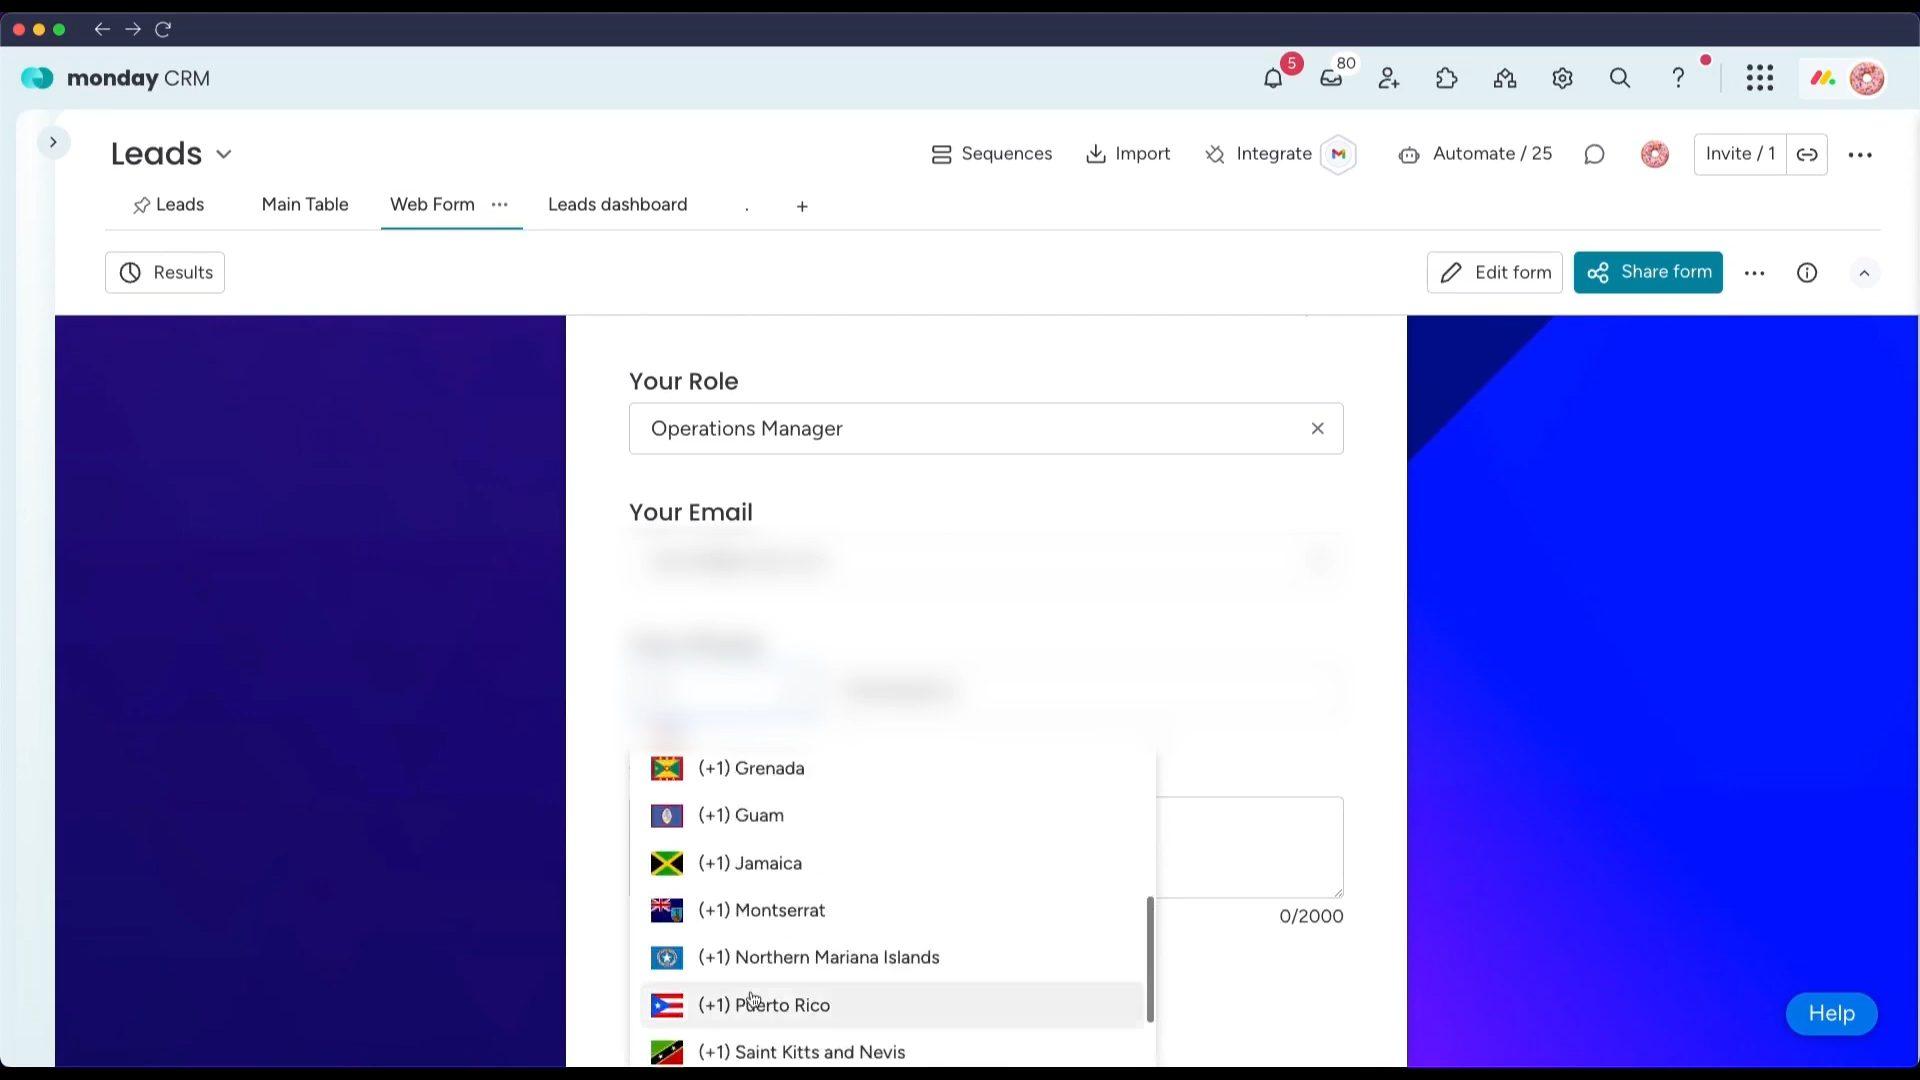 monday CRM
5
80
Leads
Sequences
Import
Integrate
Automate / 25
Invite / 1
Leads
Main Table
Web Form
Leads dashboard
.
+
Results
Edit form
Share form
Your Role
Operations Manager
Your Email
(+1) Grenada
(+1) Guam
(+1) Jamaica
(+1) Montserrat
0/2000
(+1) Northern Mariana Islands
(+1) Puerto Rico
(+1) Saint Kitts and Nevis
Help